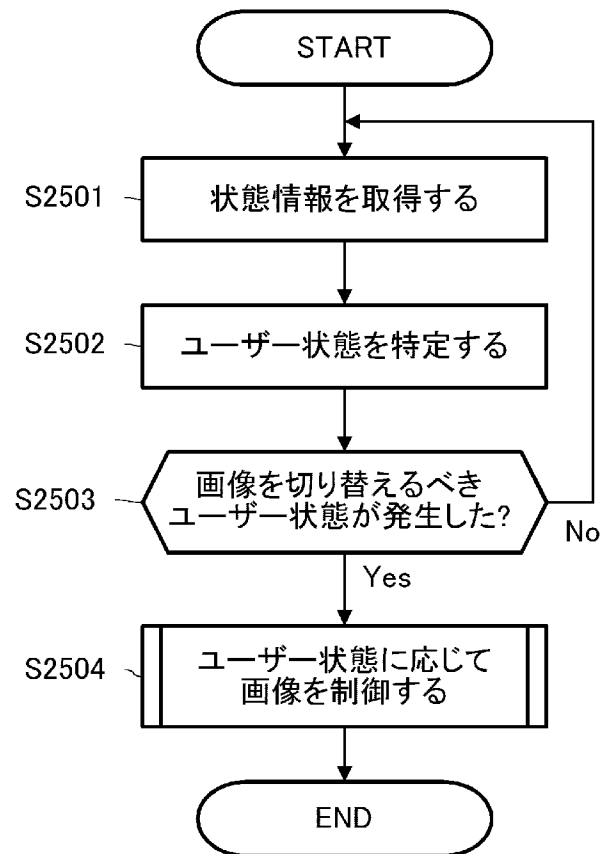 START
S2501
状態情報を取得する
S2502
ユーザー状態を特定する
S2503
画像を切り替えるべき
ユーザー状態が発生した?
No
Yes
S2504
ユーザー状態に応じて
画像を制御する
END